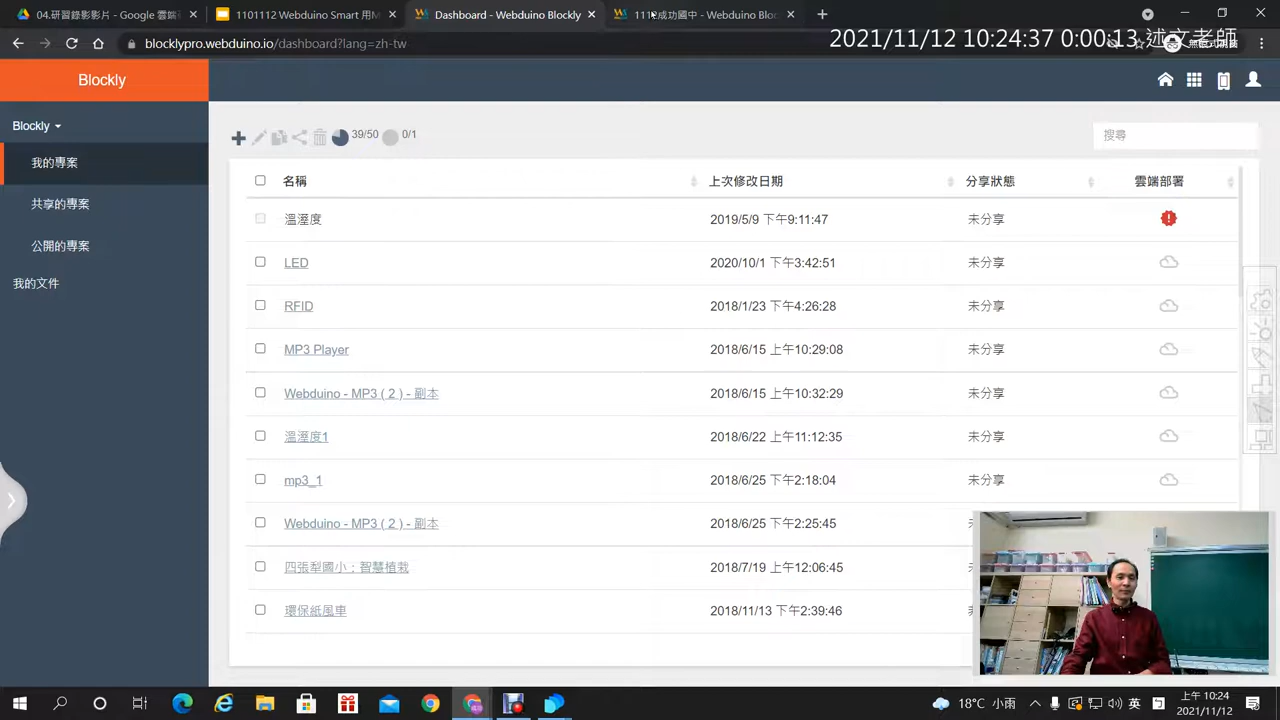 04.研習錄影影片 - Google 雲端硬
1101112 Webduino Smart 用M
Dashboard - Webduino Blockly
成功國中 - Webduino Bloc
blocklypro.webduino.io/dashboard?lang=zh-tw
2021/11/12 10:24:37 0:00:13 述文老師
Blockly
Blockly
39/50
0/1
搜尋
我的專案
共享的專案
公開的專案
我的文件
名稱 上次修改日期 分享狀態 雲端部署
溫溼度 2019/5/9 下午9:11:47 未分享
LED 2020/10/1 下午3:42:51 未分享
RFID 2018/1/23 下午4:26:28 未分享
MP3 Player 2018/6/15 上午10:29:08 未分享
Webduino - MP3 ( 2 ) - 副本 2018/6/15 上午10:32:29 未分享
溫溼度1 2018/6/22 上午11:12:35 未分享
mp3_1 2018/6/25 下午2:18:04 未分享
Webduino - MP3 ( 2 ) - 副本 2018/6/25 下午2:25:45
四張犁國小：智慧植栽 2018/7/19 上午12:06:45
環保紙風車 2018/11/13 下午2:39:46
18°C 小雨
英
上午 10:24
2021/11/12